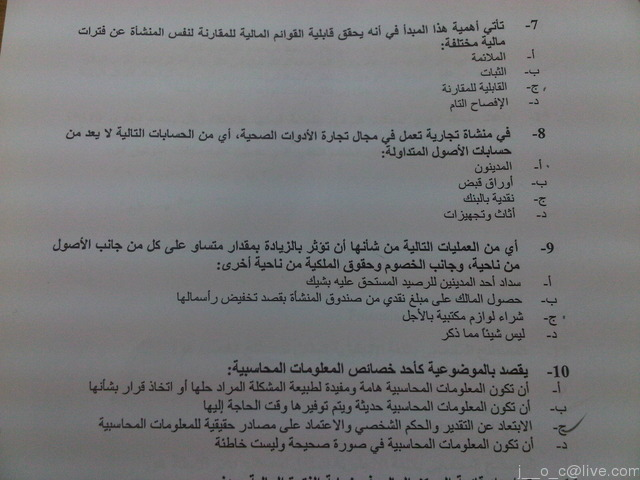 7- تأتي أهمية هذا المبدأ في أنه يحقق قابلية القوائم المالية للمقارنة لنفس المنشأة عن فترات
مالية مختلفة:
أ- الملائمة
ب- الثبات
ج- القابلية للمقارنة
د- الإفصاح التام
8- في منشاة تجارية تعمل في مجال تجارة الأدوات الصحية، أي من الحسابات التالية لا يعد من
حسابات الأصول المتداولة:
أ- المدينون
ب- أوراق قبض
ج- نقدية بالبنك
د- أثاث وتجهيزات
9- أي من العمليات التالية من شأنها أن تؤثر بالزيادة بمقدار متساو على كل من جانب الأصول
من ناحية، وجانب الخصوم وحقوق الملكية من ناحية أخرى:
أ- سداد أحد المدينين للرصيد المستحق عليه بشيك
ب- حصول المالك على مبلغ نقدي من صندوق المنشأة بقصد تخفيض رأسمالها
ج- شراء لوازم مكتبية بالأجل
د- ليس شيئاً مما ذكر
10- يقصد بالموضوعية كأحد خصائص المعلومات المحاسبية:
أ- أن تكون المعلومات المحاسبية هامة ومفيدة لطبيعة المشكلة المراد حلها أو اتخاذ قرار بشأنها
ب- أن تكون المعلومات المحاسبية حديثة ويتم توفيرها وقت الحاجة إليها
ج- الابتعاد عن التقدير والحكم الشخصي والاعتماد على مصادر حقيقية للمعلومات المحاسبية
د- أن تكون المعلومات المحاسبية في صورة صحيحة وليست خاطئة
j__o_c@live.com